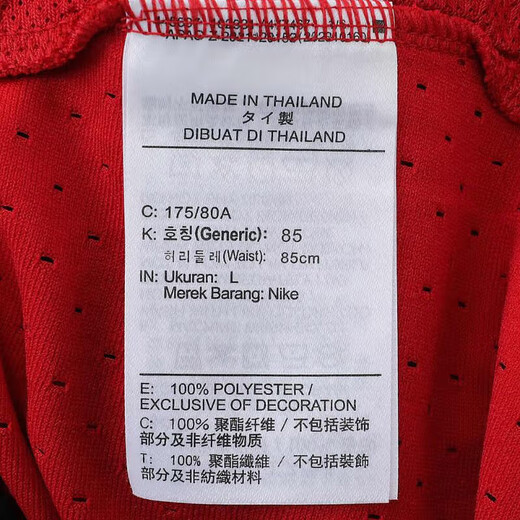 MADE IN THAILAND
タイ製
DIBUAT DI THAILAND
C: 175/80A
K: 호칭(Generic): 85
허리둘레(Waist): 85cm
IN: Ukuran: L
Merek Barang: Nike
E: 100% POLYESTER /
EXCLUSIVE OF DECORATION
C: 100% 聚酯纤维 / 不包括装饰
部分及非纤维物质
T: 100% 聚酯纖維 / 不包括裝飾
部分及非紡織材料